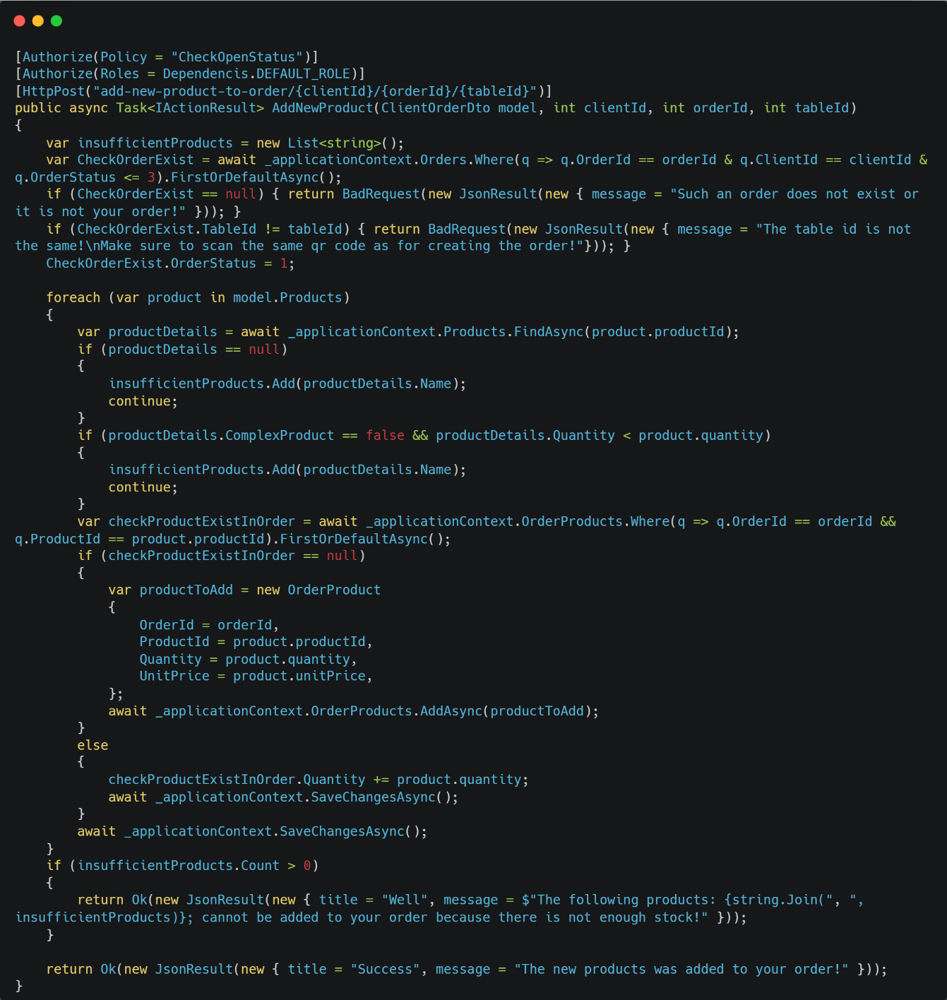 [Authorize(Policy = "CheckOpenStatus")]
[Authorize(Roles = Dependencis.DEFAULT_ROLE)]
[HttpPost("add-new-product-to-order/{clientId}/{orderId}/{tableId}")]
public async Task<IActionResult> AddNewProduct(ClientOrderDto model, int clientId, int orderId, int tableId)
{
    var insufficientProducts = new List<string>();
    var CheckOrderExist = await _applicationContext.Orders.Where(q => q.OrderId == orderId & q.ClientId == clientId &
q.OrderStatus <= 3).FirstOrDefaultAsync();
    if (CheckOrderExist == null) { return BadRequest(new JsonResult(new { message = "Such an order does not exist or
it is not your order!" })); }
    if (CheckOrderExist.TableId != tableId) { return BadRequest(new JsonResult(new { message = "The table id is not
the same!\nMake sure to scan the same qr code as for creating the order!"})); }
    CheckOrderExist.OrderStatus = 1;

    foreach (var product in model.Products)
    {
        var productDetails = await _applicationContext.Products.FindAsync(product.productId);
        if (productDetails == null)
        {
            insufficientProducts.Add(productDetails.Name);
            continue;
        }
        if (productDetails.ComplexProduct == false && productDetails.Quantity < product.quantity)
        {
            insufficientProducts.Add(productDetails.Name);
            continue;
        }
        var checkProductExistInOrder = await _applicationContext.OrderProducts.Where(q => q.OrderId == orderId &&
q.ProductId == product.productId).FirstOrDefaultAsync();
        if (checkProductExistInOrder == null)
        {
            var productToAdd = new OrderProduct
            {
                OrderId = orderId,
                ProductId = product.productId,
                Quantity = product.quantity,
                UnitPrice = product.unitPrice,
            };
            await _applicationContext.OrderProducts.AddAsync(productToAdd);
        }
        else
        {
            checkProductExistInOrder.Quantity += product.quantity;
            await _applicationContext.SaveChangesAsync();
        }
        await _applicationContext.SaveChangesAsync();
    }
    if (insufficientProducts.Count > 0)
    {
        return Ok(new JsonResult(new { title = "Well", message = $"The following products: {string.Join(", ",
insufficientProducts)}; cannot be added to your order because there is not enough stock!" }));
    }

    return Ok(new JsonResult(new { title = "Success", message = "The new products was added to your order!" }));
}